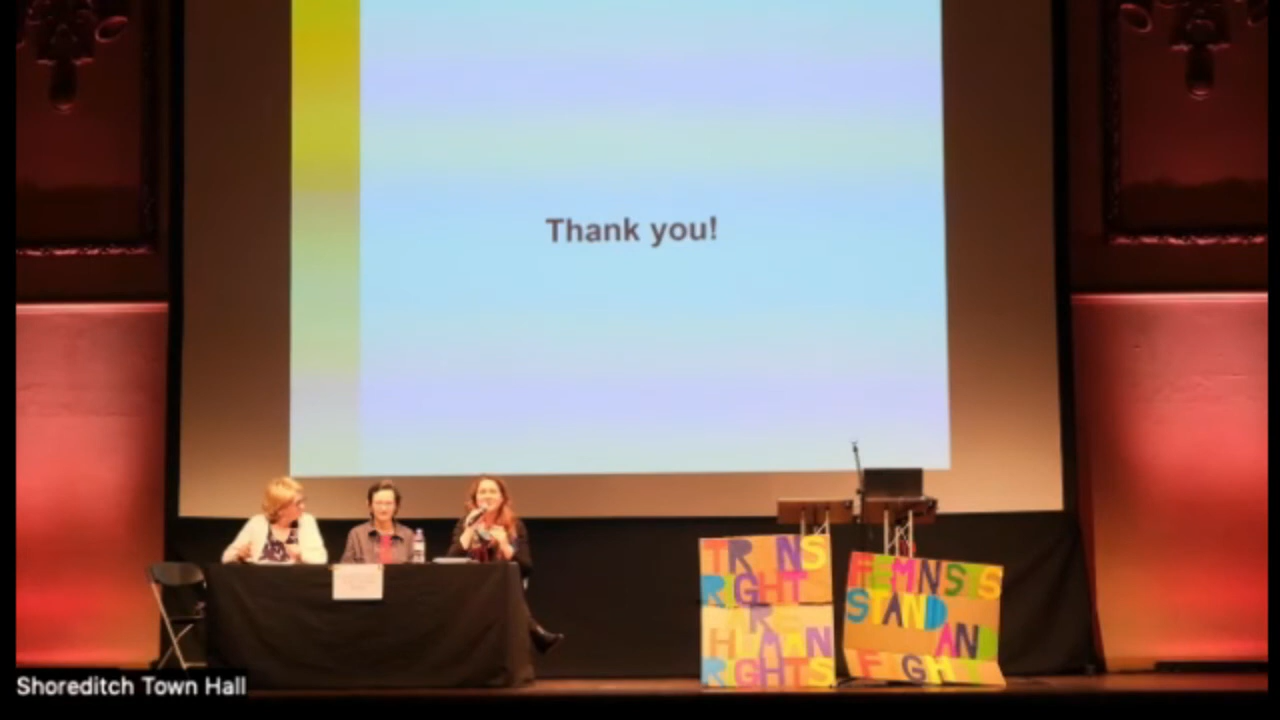 Thank you!
TRANS
RIGHTS
ARE
HUMAN
RIGHTS
FEMINISTS
STAND
AND
FIGHT
Shoreditch Town Hall